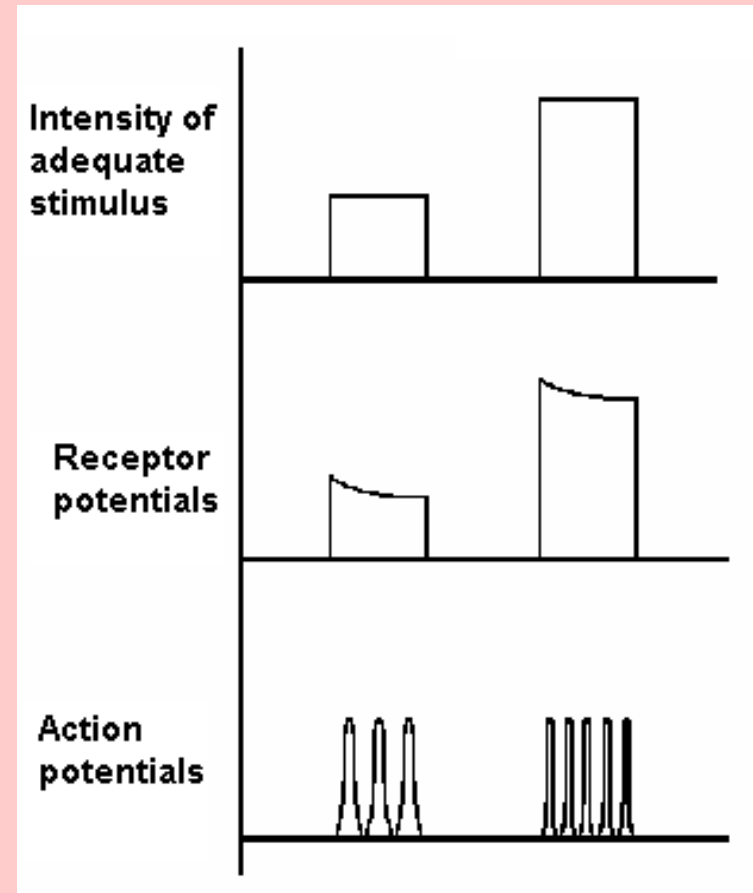 Intensity of
adequate
stimulus
Receptor
potentials
Action
potentials